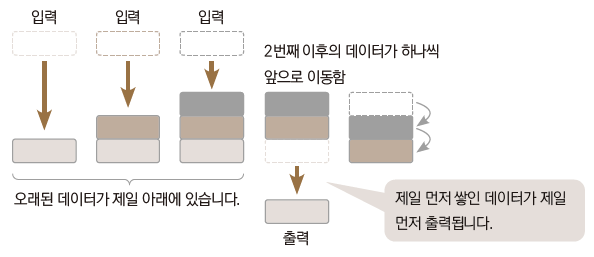 입력
입력
입력
2번째 이후의 데이터가 하나씩
앞으로 이동함
오래된 데이터가 제일 아래에 있습니다.
제일 먼저 쌓인 데이터가 제일
먼저 출력됩니다.
출력